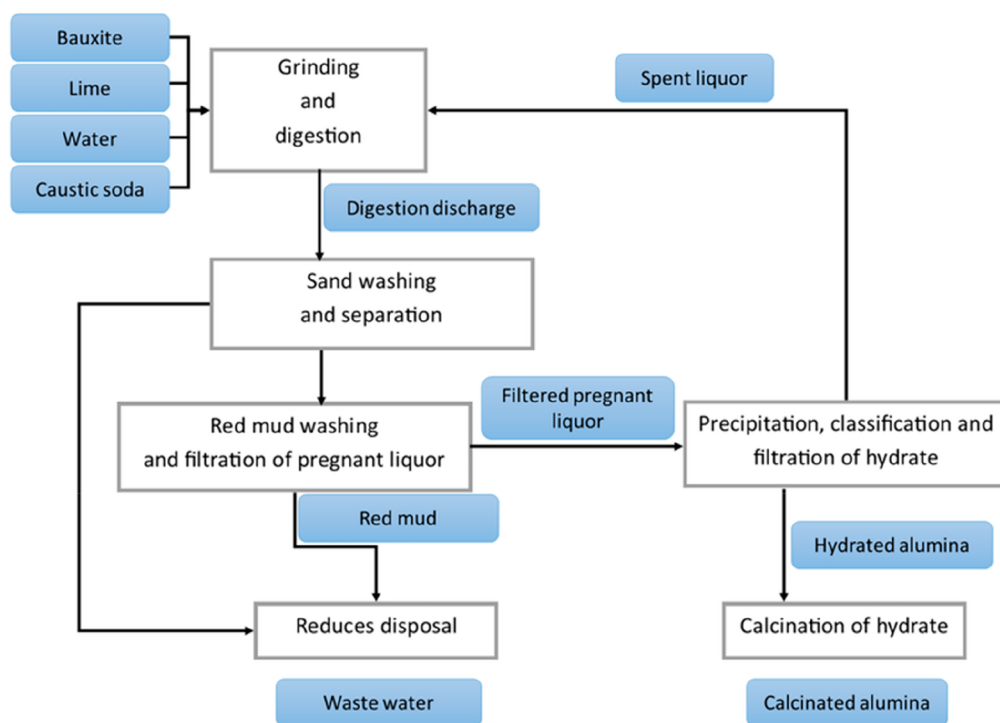 Bauxite
Lime
Water
Caustic soda
Grinding
and
digestion
Spent liquor
Digestion discharge
Sand washing
and separation
Red mud washing
and filtration of pregnant liquor
Filtered pregnant
liquor
Precipitation, classification and
filtration of hydrate
Red mud
Hydrated alumina
Reduces disposal
Calcination of hydrate
Waste water
Calcinated alumina